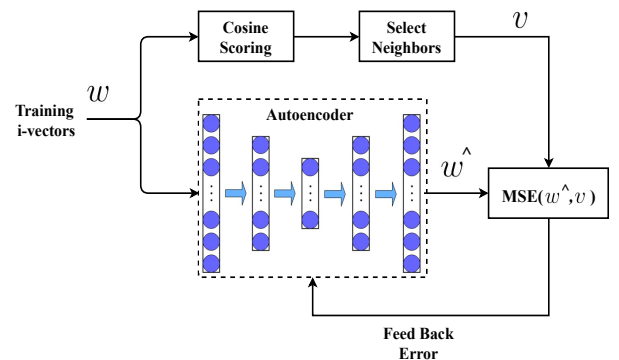 Cosine
Scoring
Select
Neighbors
v
w
Training
i-vectors
Autoencoder
w^
MSE(w^,v )
Feed Back
Error